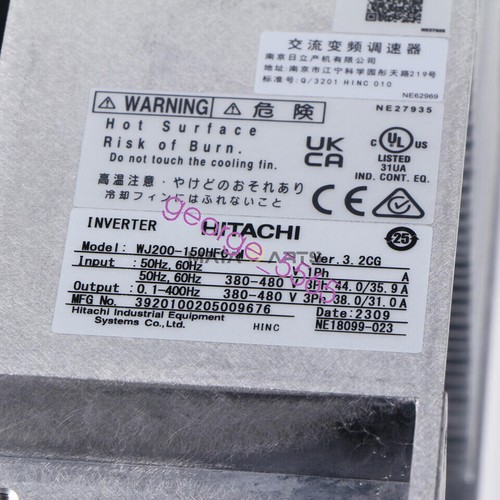 交流变频调速器
南京日立产机有限公司
地址:南京市江宁科学园彤天路219号
标准号:Q/3201 HINC 010
NE62969
NE27935
⚠ WARNING ⚠ 危険
Hot Surface
Risk of Burn.
Do not touch the cooling fin.
高温注意・やけどのおそれあり
冷却フィンにはふれないこと
UK
CA
CE
c UL US
LISTED
31UA
IND. CONT. EQ.
INVERTER HITACHI
25
Model: WJ200-150HFC-M Ver.3.2CG
Input: 50Hz,60Hz V 1Ph A
50Hz,60Hz 380-480 V 3Ph 44.0/35.9 A
Output: 0.1-400Hz 380-480 V 3Ph 38.0/31.0 A
MFG No. 3920100205009676 Date: 2309
Hitachi Industrial Equipment
Systems Co., Ltd. HINC NE18099-023
george_5555